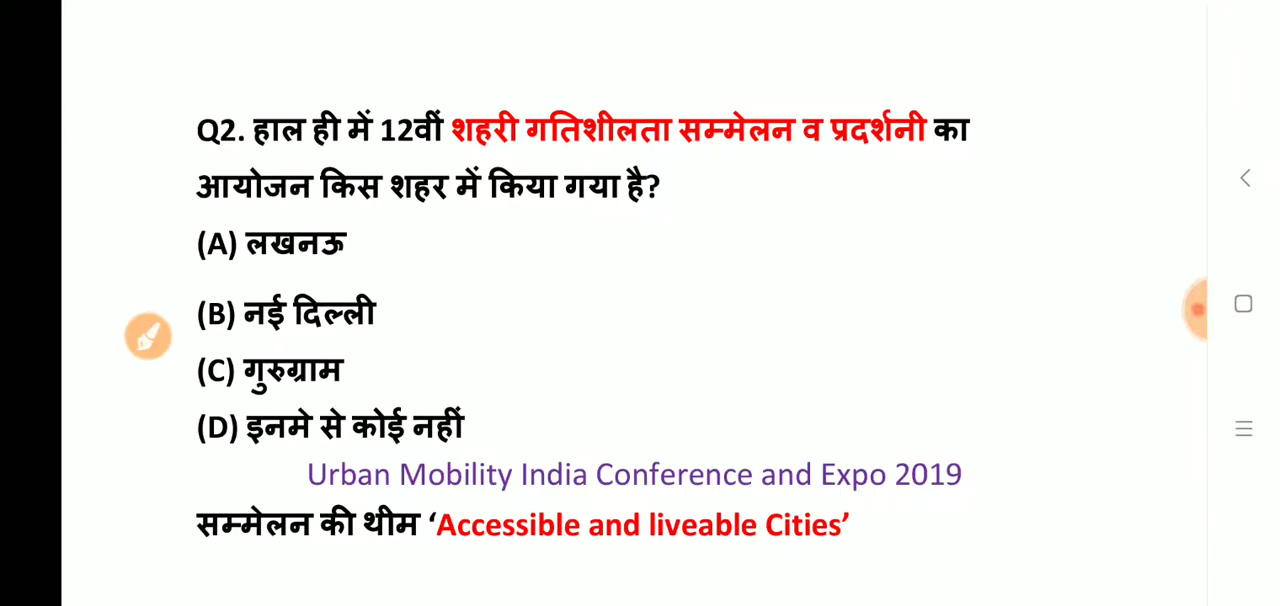 Q2. हाल ही में 12वीं शहरी गतिशीलता सम्मेलन व प्रदर्शनी का
आयोजन किस शहर में किया गया है?
(A) लखनऊ
(B) नई दिल्ली
(C) गुरुग्राम
(D) इनमे से कोई नहीं
Urban Mobility India Conference and Expo 2019
सम्मेलन की थीम ‘Accessible and liveable Cities’